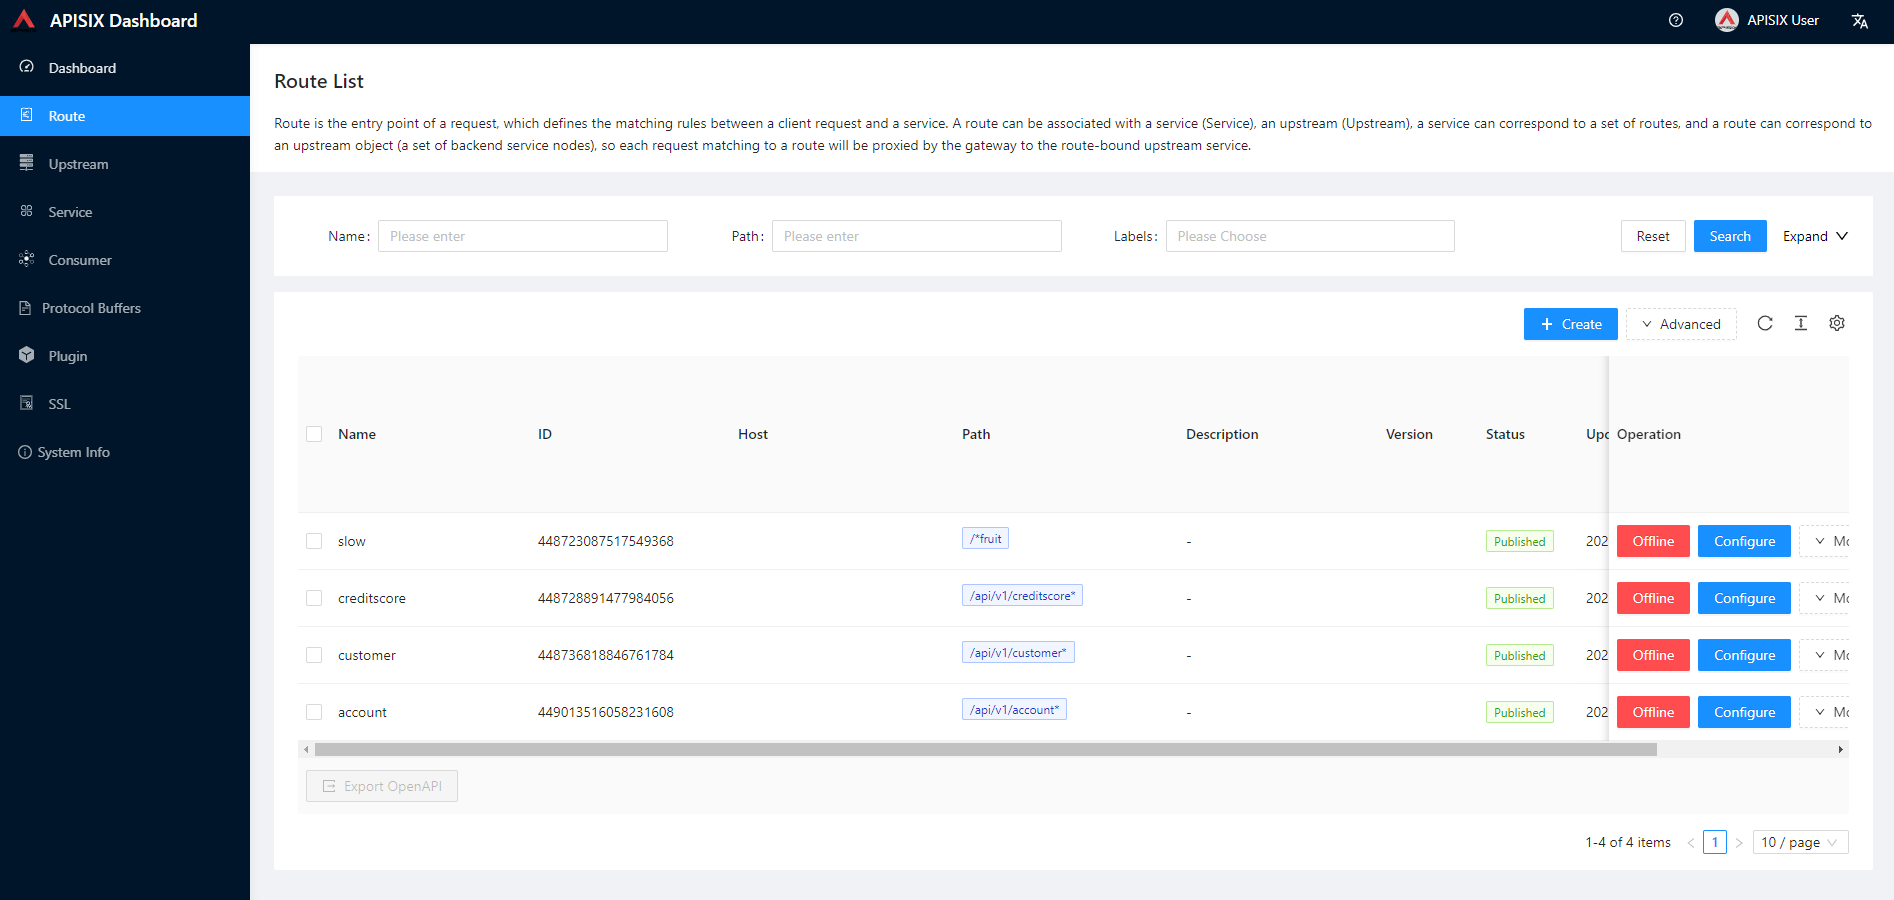 APISIX Dashboard
APISIX User
Dashboard
Route
Upstream
Service
Consumer
Protocol Buffers
Plugin
SSL
System Info
Route List
Route is the entry point of a request, which defines the matching rules between a client request and a service. A route can be associated with a service (Service), an upstream (Upstream), a service can correspond to a set of routes, and a route can correspond to
an upstream object (a set of backend service nodes), so each request matching to a route will be proxied by the gateway to the route-bound upstream service.
Name: Please enter Path: Please enter Labels: Please Choose Reset Search Expand
Create Advanced
Name ID Host Path Description Version Status Upd Operation
slow 448723087517549368 /*fruit - Published 202 Offline Configure Mo
creditscore 448728891477984056 /api/v1/creditscore* - Published 202 Offline Configure Mo
customer 448736818846761784 /api/v1/customer* - Published 202 Offline Configure Mo
account 449013516058231608 /api/v1/account* - Published 202 Offline Configure Mo
Export OpenAPI
1-4 of 4 items < 1 > 10 / page